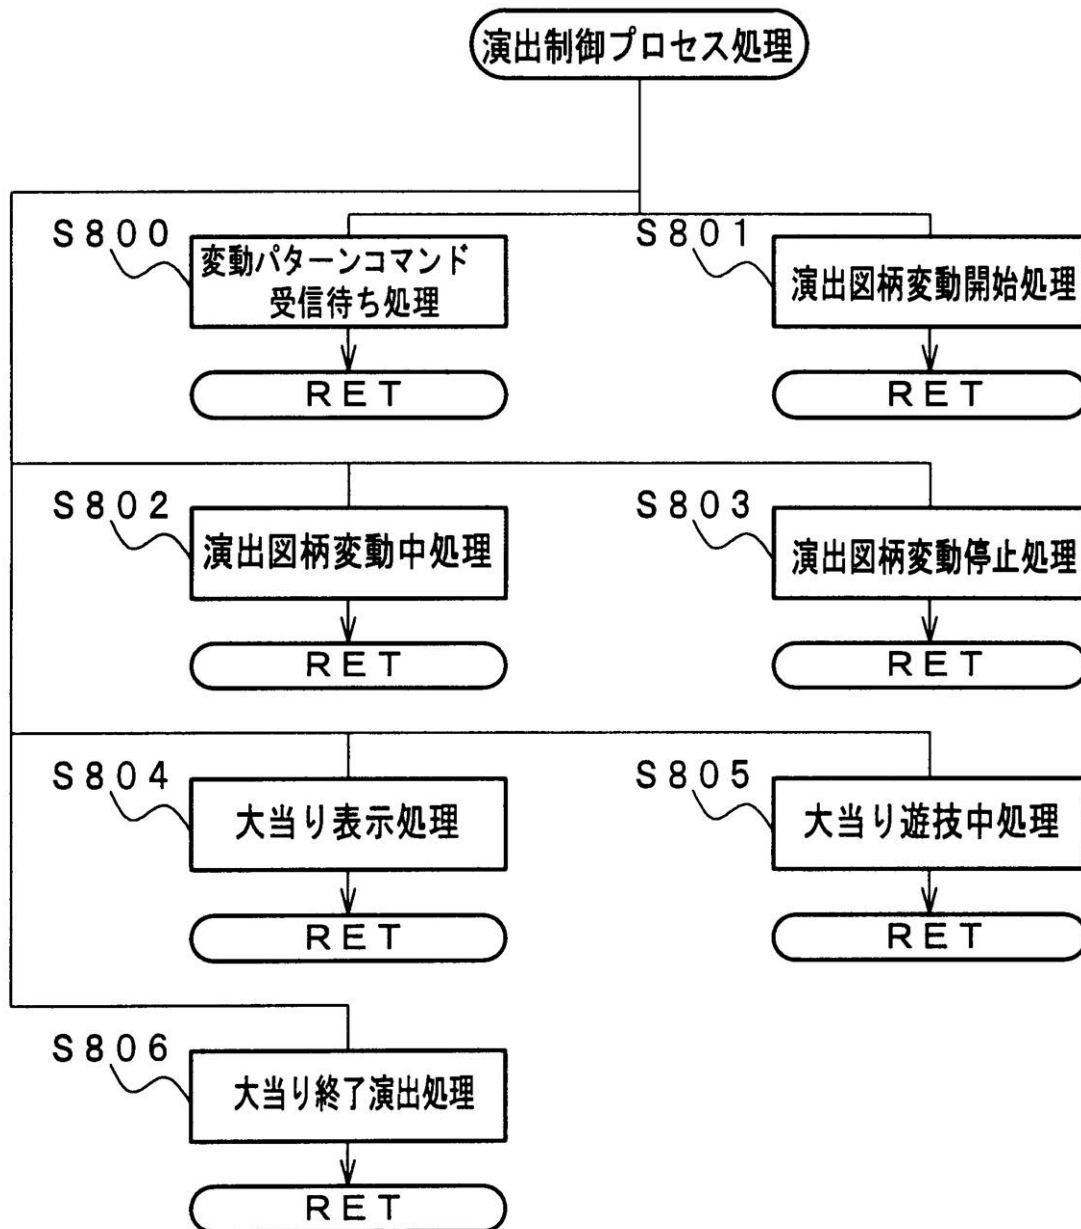 演出制御プロセス処理
S800
変動パターンコマンド
受信待ち処理
RET
S801
演出図柄変動開始処理
RET
S802
演出図柄変動中処理
RET
S803
演出図柄変動停止処理
RET
S804
大当り表示処理
RET
S805
大当り遊技中処理
RET
S806
大当り終了演出処理
RET